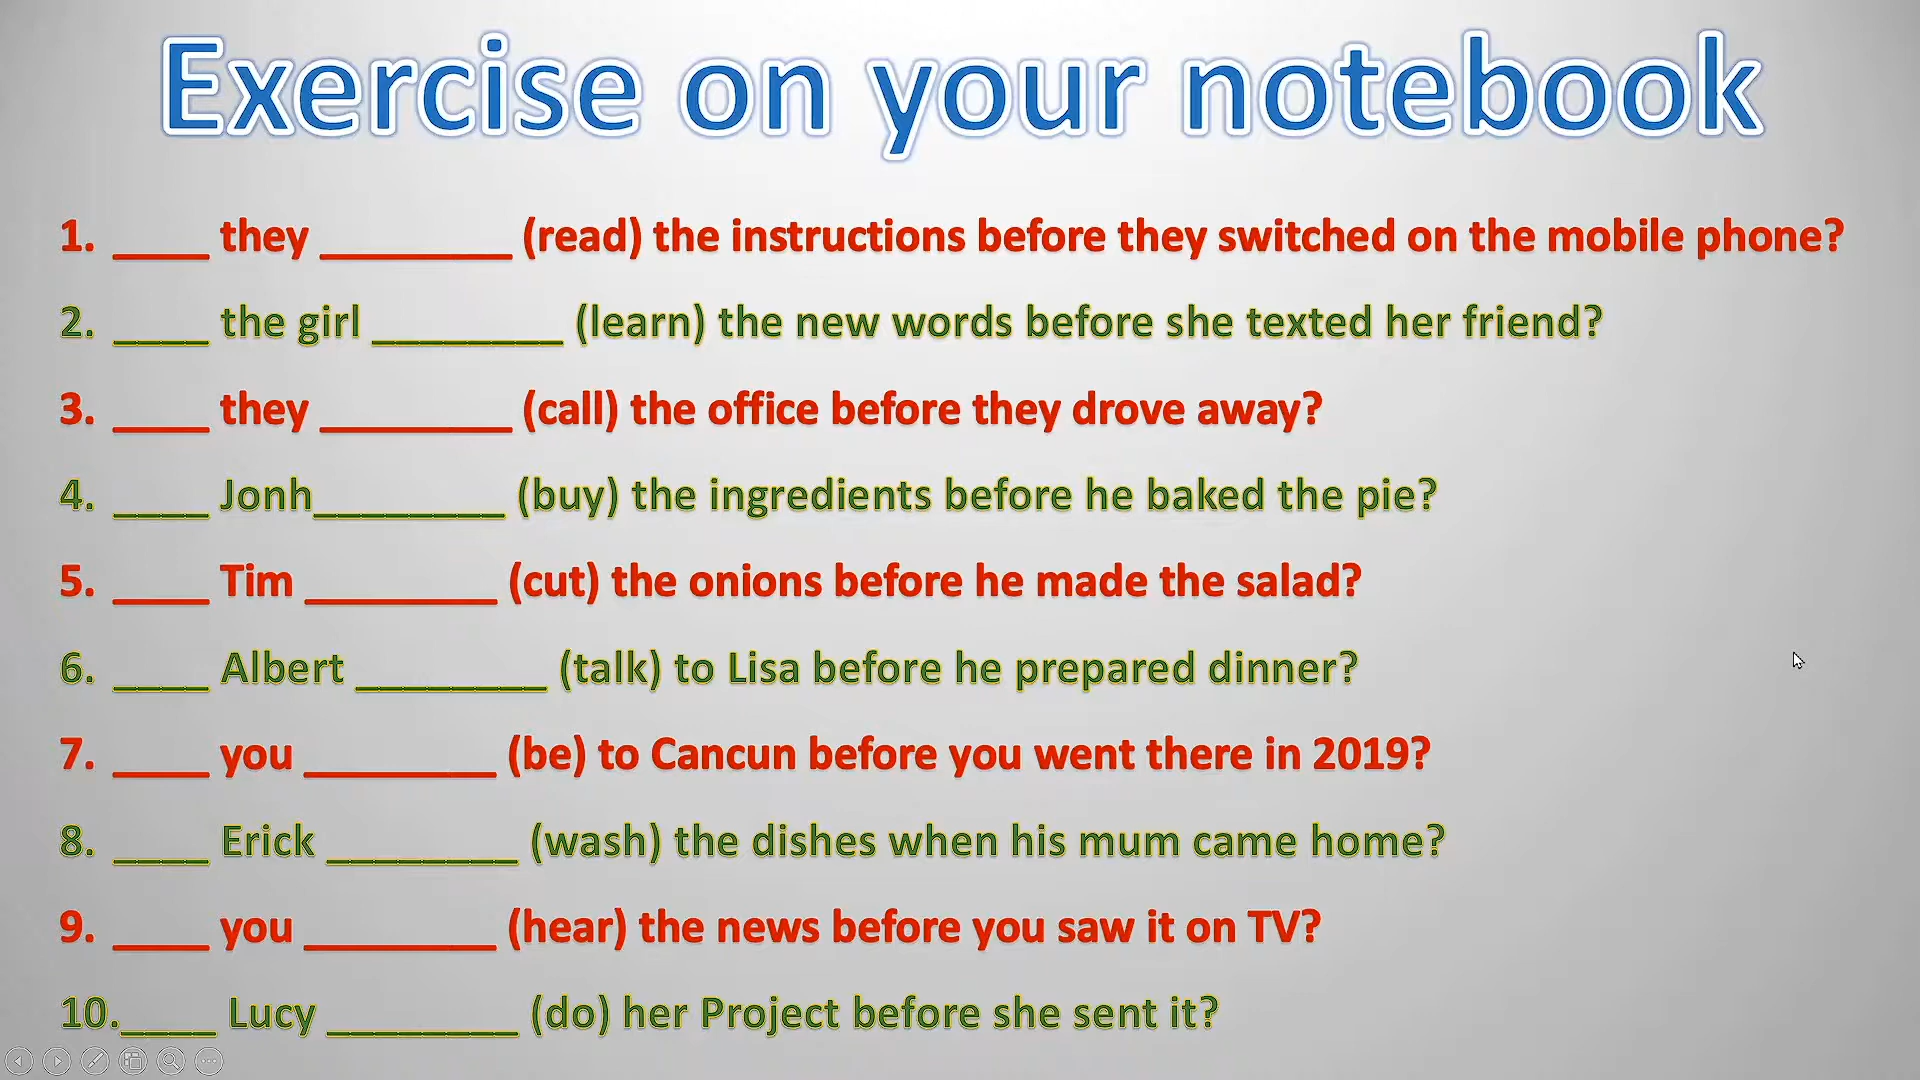 Exercise on your notebook
1. ____ they ________ (read) the instructions before they switched on the mobile phone?
2. ____ the girl ________ (learn) the new words before she texted her friend?
3. ____ they ________ (call) the office before they drove away?
4. ____ Jonh________ (buy) the ingredients before he baked the pie?
5. ____ Tim ________ (cut) the onions before he made the salad?
6. ____ Albert ________ (talk) to Lisa before he prepared dinner?
7. ____ you ________ (be) to Cancun before you went there in 2019?
8. ____ Erick ________ (wash) the dishes when his mum came home?
9. ____ you ________ (hear) the news before you saw it on TV?
10.____ Lucy ________ (do) her Project before she sent it?